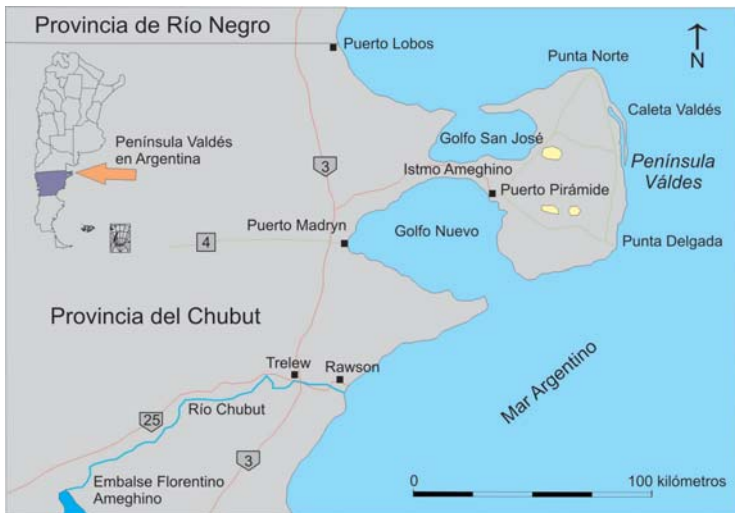 Provincia de Río Negro
Puerto Lobos
N
Punta Norte
Caleta Valdés
Península Valdés
en Argentina
Golfo San José
3
Istmo Ameghino
Península
Váldes
Puerto Pirámide
Puerto Madryn
Golfo Nuevo
4
Punta Delgada
Provincia del Chubut
Trelew
Rawson
Mar Argentino
Río Chubut
25
3
Embalse Florentino
Ameghino
0
100 kilómetros